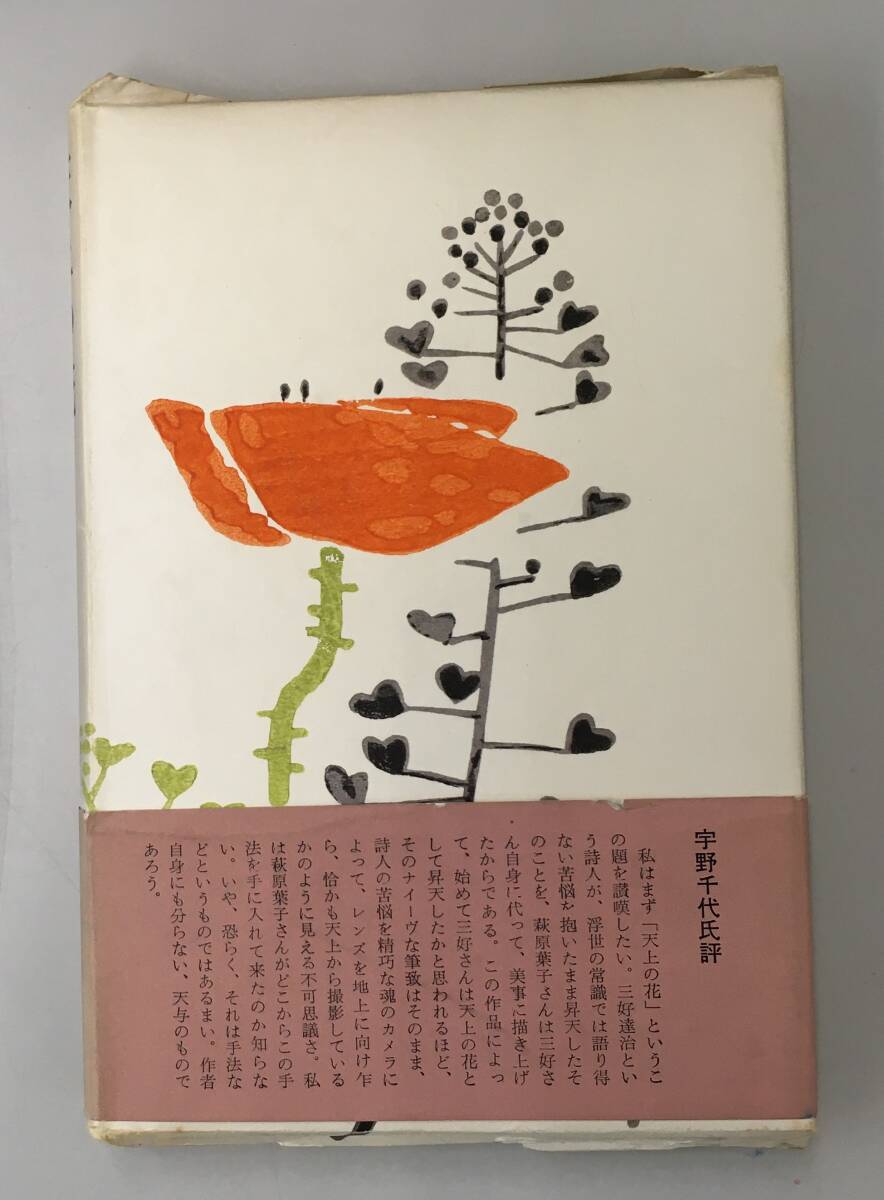 宇野千代氏評
私はまず「天上の花」というこ
の題を讃嘆したい。三好達治とい
う詩人が、浮世の常識では語り得
ない苦悩を抱いたまま昇天したそ
のことを、萩原葉子さんは三好さ
ん自身に代って、美事に描き上げ
たからである。この作品によっ
て、始めて三好さんは天上の花と
して昇天したかと思われるほど、
そのナイーヴな筆致はそのまま、
詩人の苦悩を精巧な魂のカメラに
よって、レンズを地上に向け乍
ら、恰かも天上から撮影している
かのように見える不可思議さ。私
は萩原葉子さんがどこからこの手
法を手に入れて来たのか知らな
い。いや、恐らく、それは手法な
どというものではあるまい。作者
自身にも分らない、天与のもので
あろう。